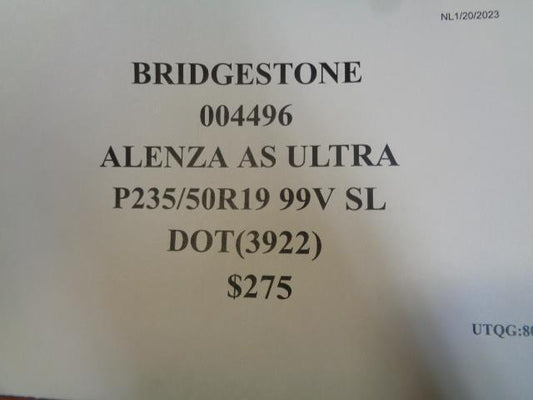 NL1/20/2023
BRIDGESTONE
004496
ALENZA AS ULTRA
P235/50R19 99V SL
DOT(3922)
$275